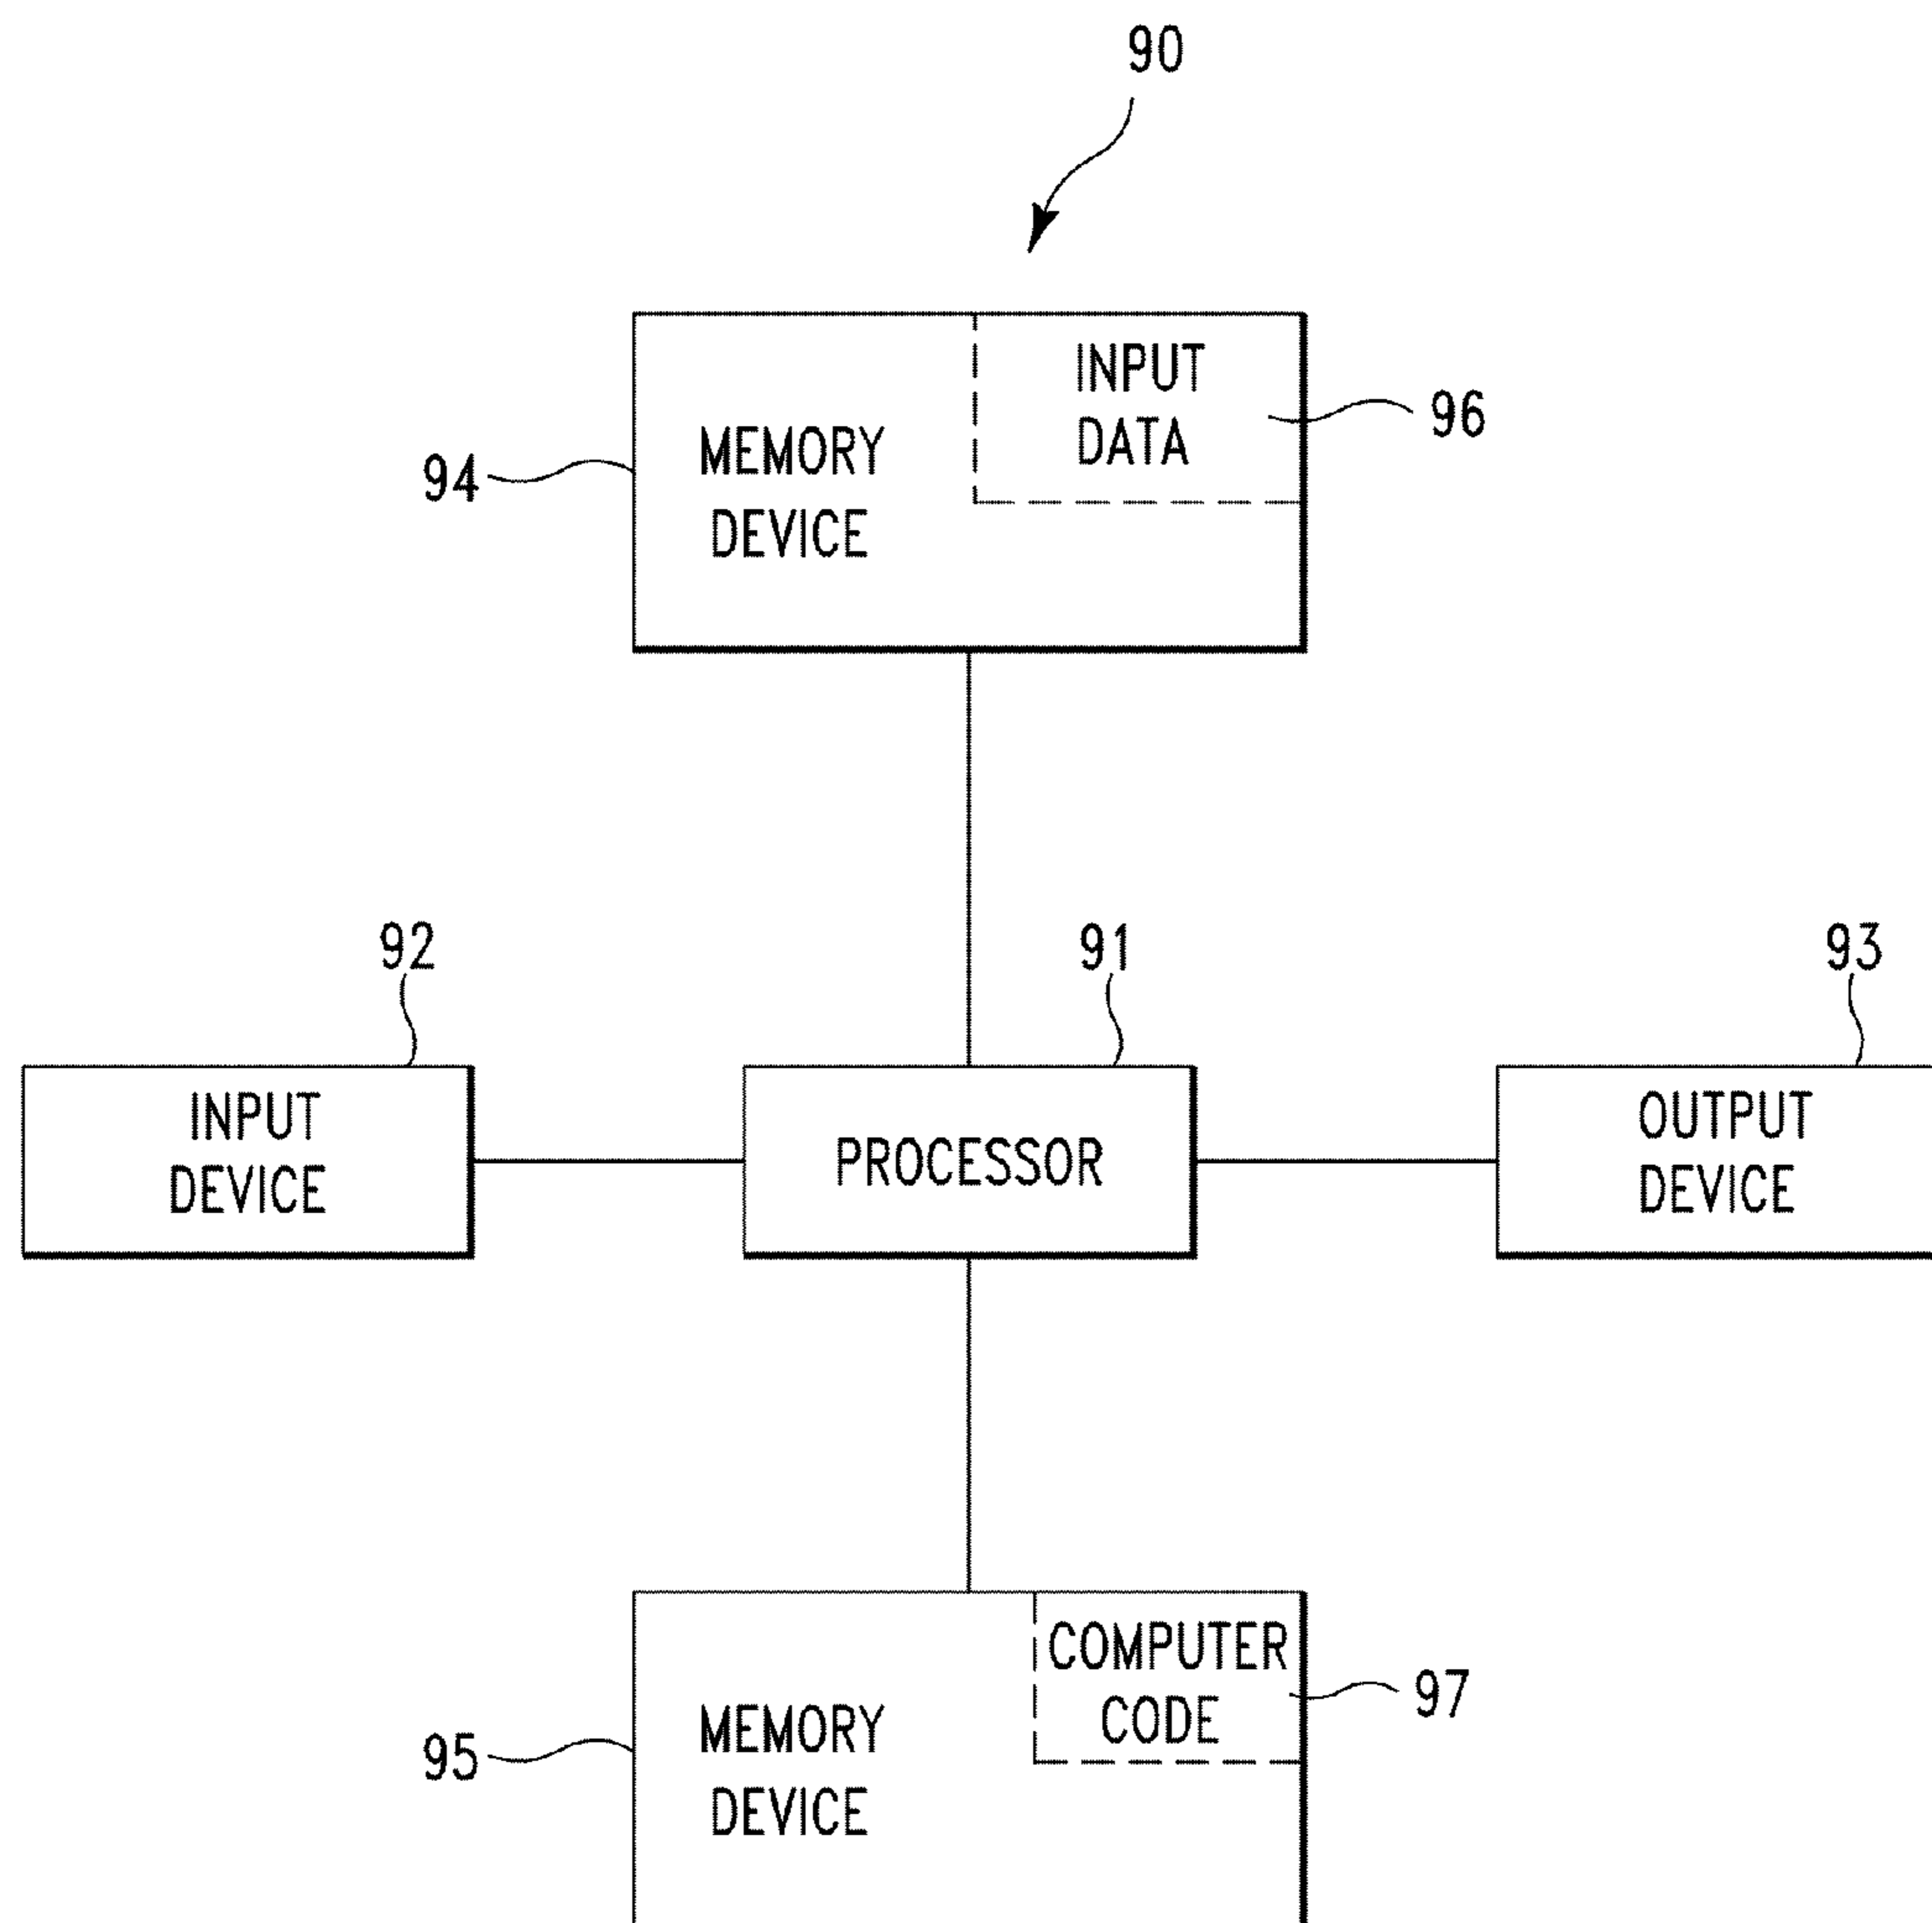 90
INPUT
DATA
96
MEMORY
DEVICE
94
92
91
93
INPUT
DEVICE
PROCESSOR
OUTPUT
DEVICE
COMPUTER
CODE
97
MEMORY
DEVICE
95